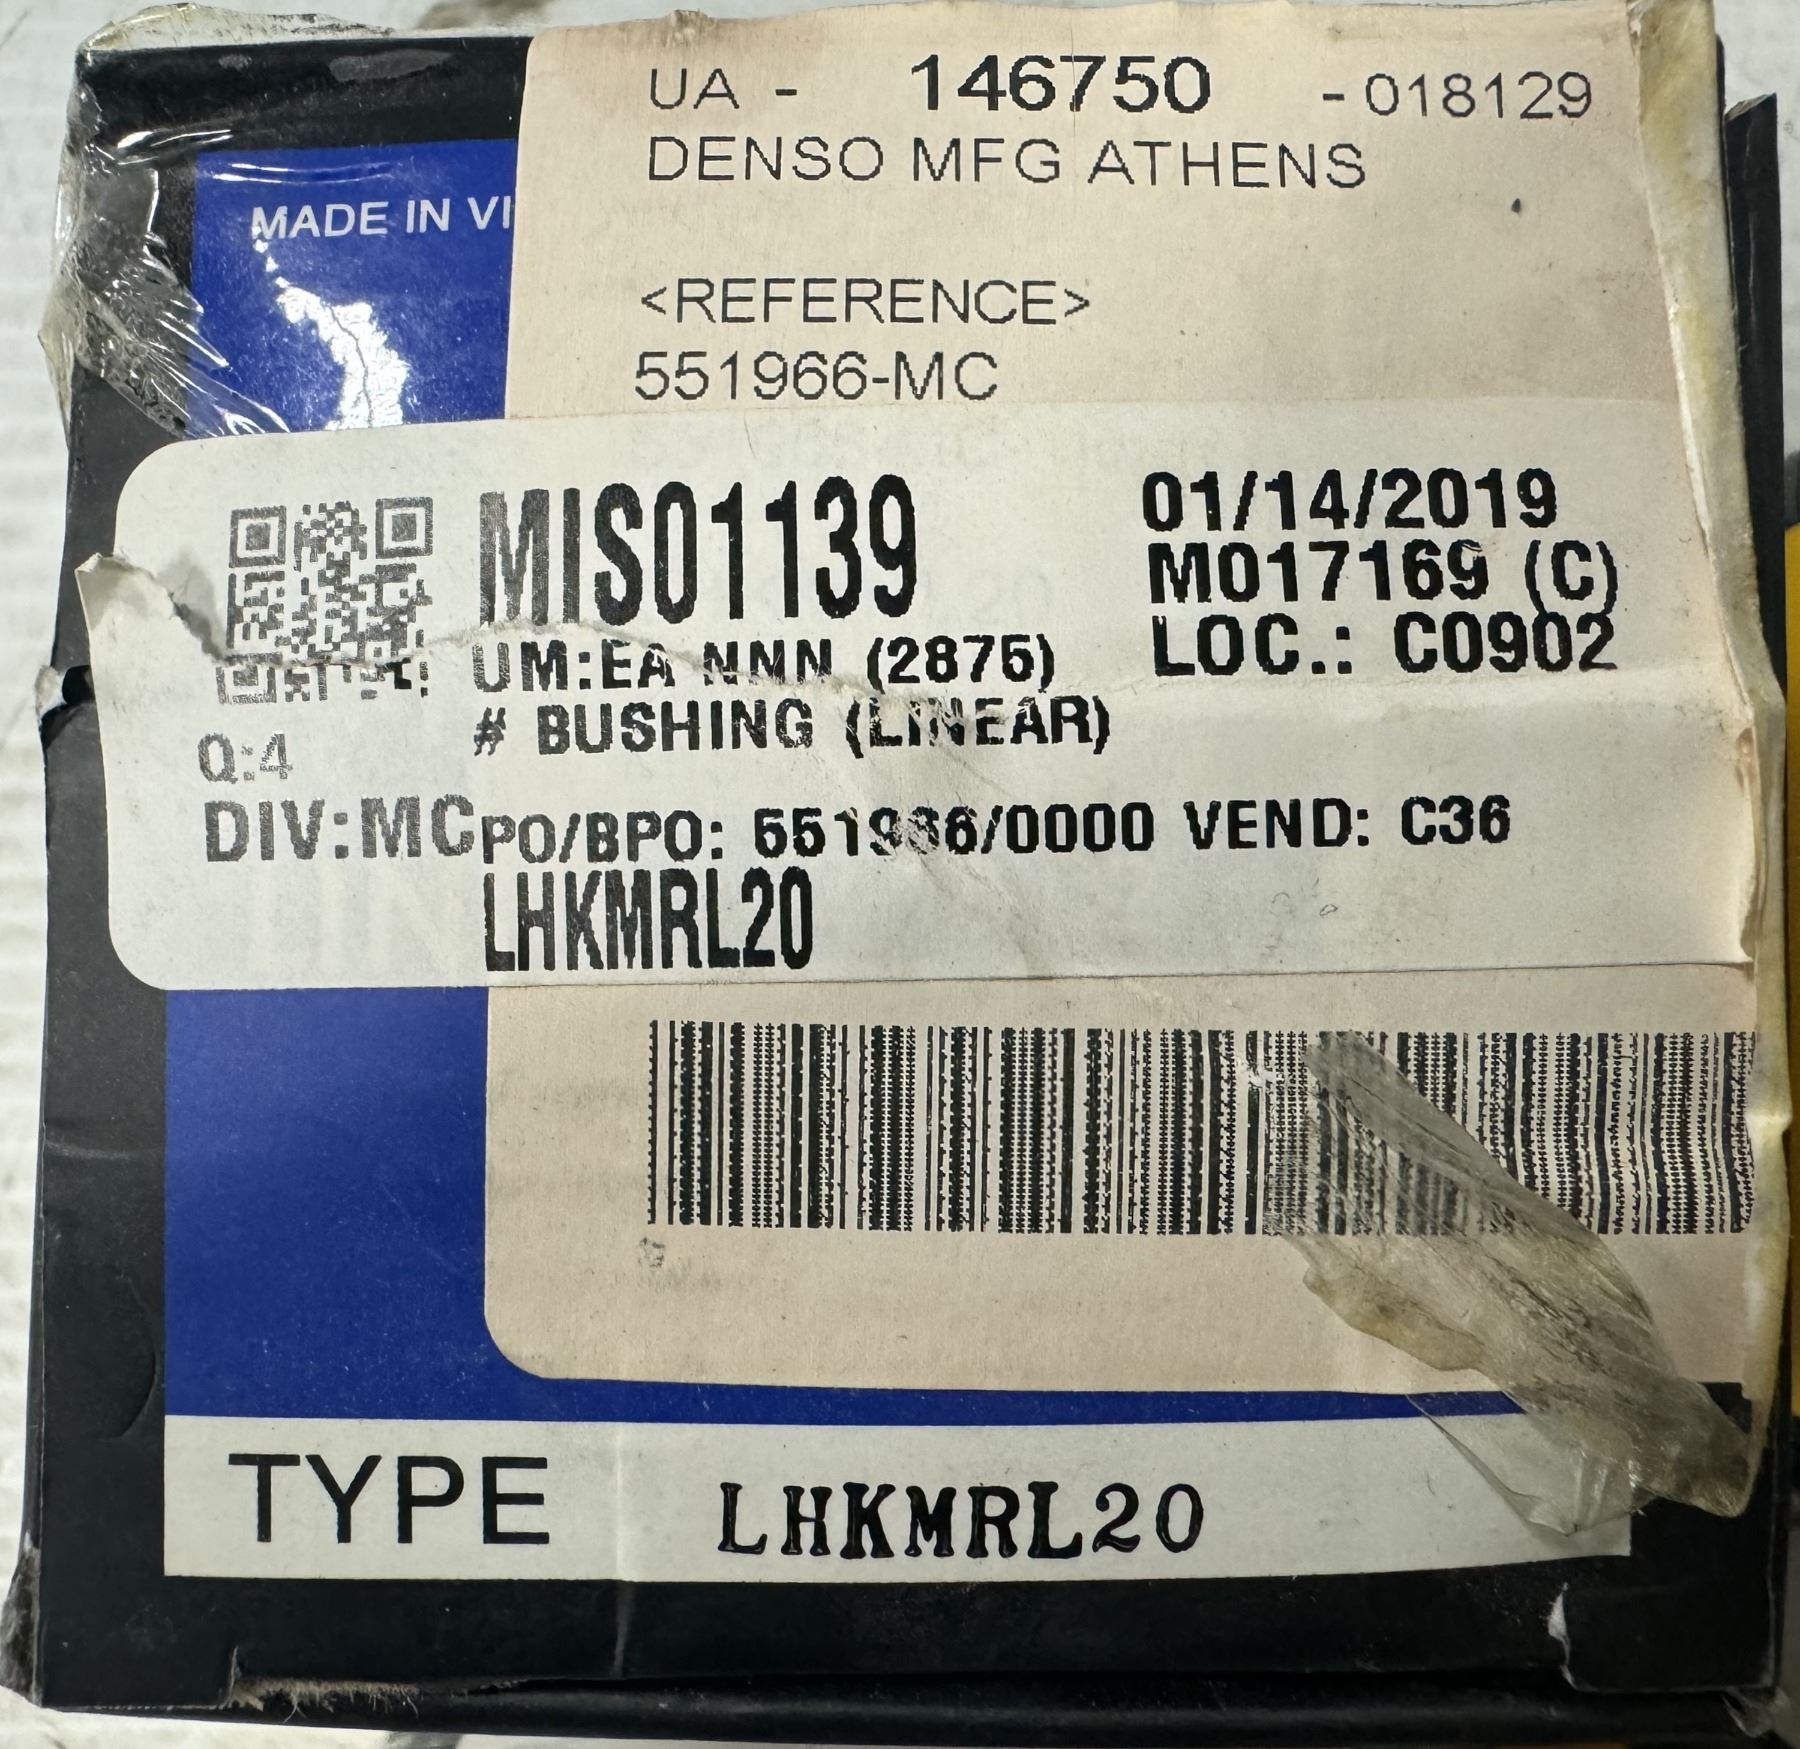 UA - 146750 - 018129
DENSO MFG ATHENS
MADE IN VI
<REFERENCE>
551966-MC
MIS01139
01/14/2019
M017169 (C)
UM:EA NNN (2875)
LOC.: C0902
# BUSHING (LINEAR)
Q:4
DIV:MC
PO/BPO: 551966/0000 VEND: C36
LHKMRL20
TYPE LHKMRL20